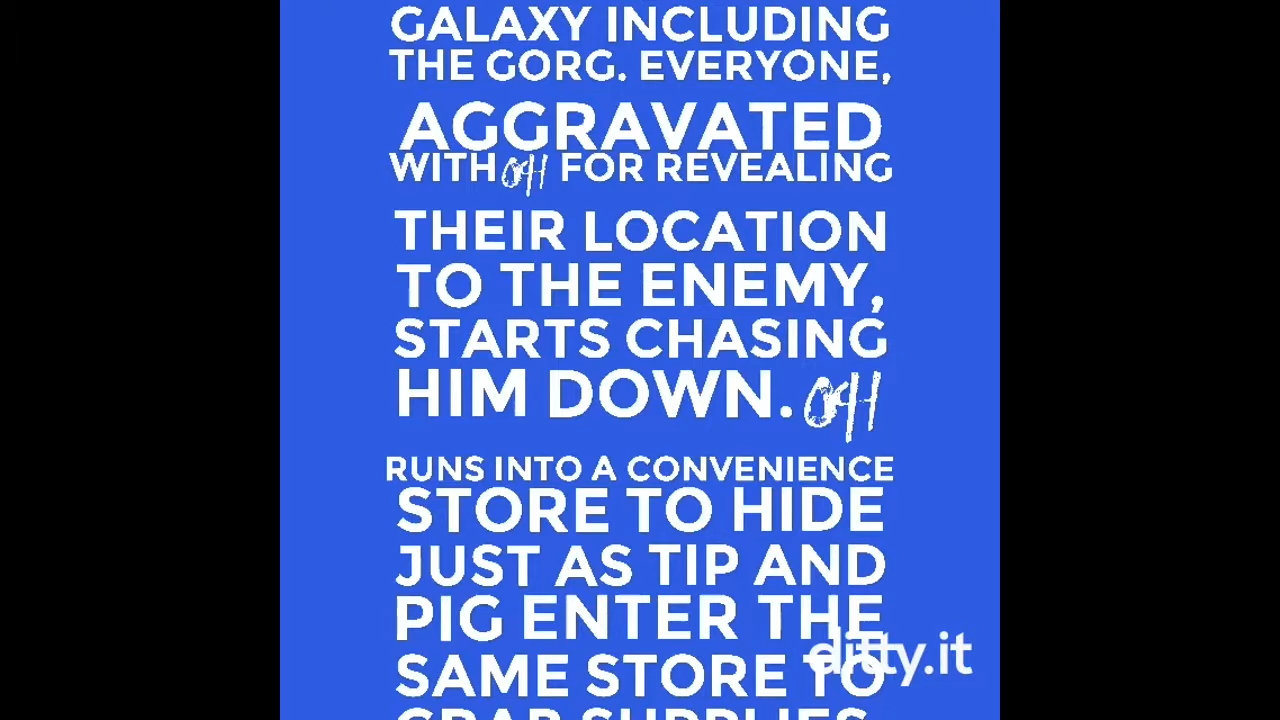 GALAXY INCLUDING
THE GORG. EVERYONE,
AGGRAVATED
WITH OH FOR REVEALING
THEIR LOCATION
TO THE ENEMY,
STARTS CHASING
HIM DOWN. OH
RUNS INTO A CONVENIENCE
STORE TO HIDE
JUST AS TIP AND
PIG ENTER THE
SAME STORE TO
GRAB SUPPLIES.
ditty.it